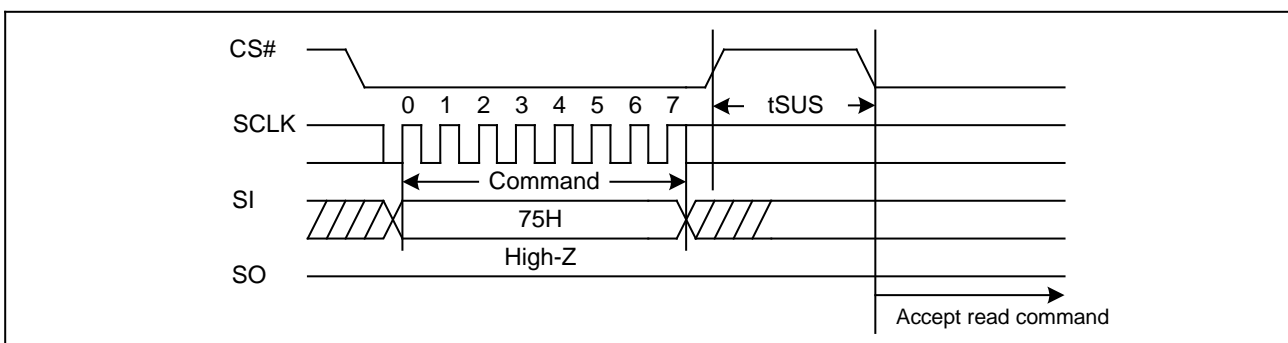 CS#
0 1 2 3 4 5 6 7
tSUS
SCLK
Command
SI
75H
High-Z
SO
Accept read command